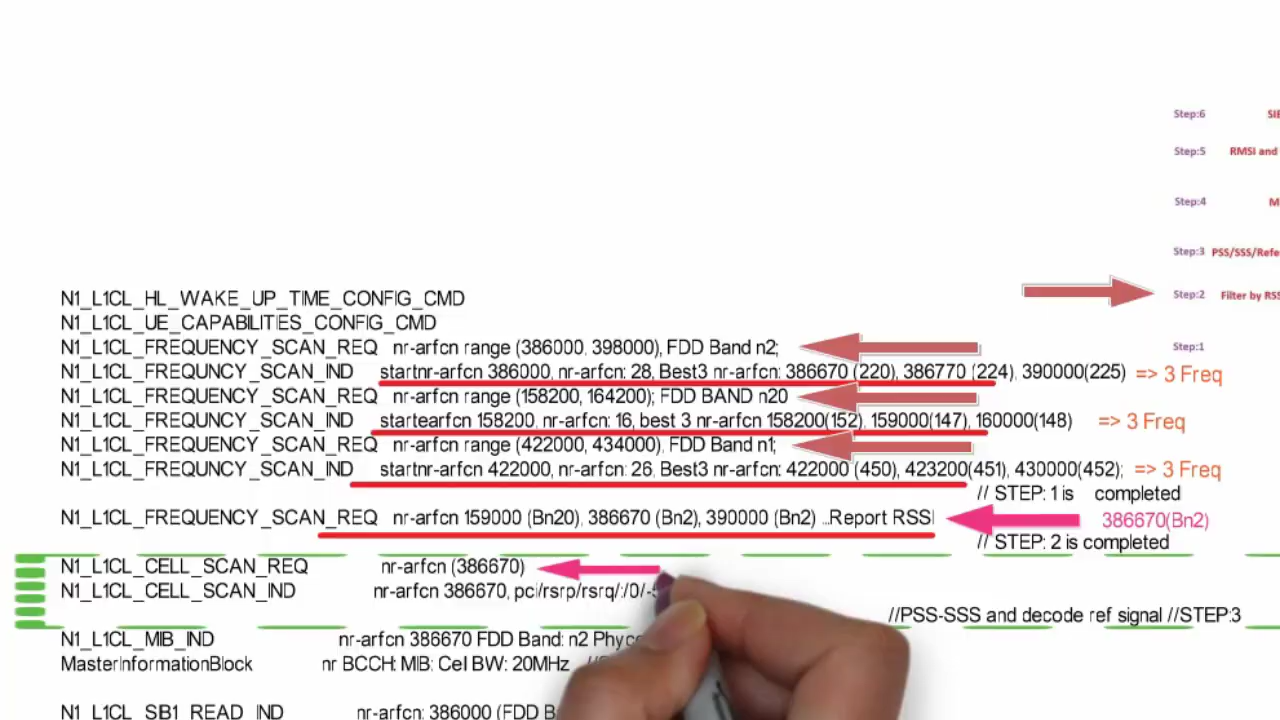 Step:6 SIB
Step:5 RMSI and
Step:4 M
Step:3 PSS/SSS/Refe
Step:2 Filter by RSS
Step:1
N1_L1CL_HL_WAKE_UP_TIME_CONFIG_CMD
N1_L1CL_UE_CAPABILITIES_CONFIG_CMD
N1_L1CL_FREQUENCY_SCAN_REQ nr-arfcn range (386000, 398000), FDD Band n2;
N1_L1CL_FREQUNCY_SCAN_IND startnr-arfcn 386000, nr-arfcn: 28, Best3 nr-arfcn: 386670 (220), 386770 (224), 390000(225) => 3 Freq
N1_L1CL_FREQUENCY_SCAN_REQ nr-arfcn range (158200, 164200); FDD BAND n20
N1_L1CL_FREQUNCY_SCAN_IND startearfcn 158200, nr-arfcn: 16, best 3 nr-arfcn 158200(152), 159000(147), 160000(148) => 3 Freq
N1_L1CL_FREQUENCY_SCAN_REQ nr-arfcn range (422000, 434000), FDD Band n1;
N1_L1CL_FREQUNCY_SCAN_IND startnr-arfcn 422000, nr-arfcn: 26, Best3 nr-arfcn: 422000 (450), 423200(451), 430000(452); => 3 Freq
// STEP: 1 is completed
N1_L1CL_FREQUENCY_SCAN_REQ nr-arfcn 159000 (Bn20), 386670 (Bn2), 390000 (Bn2) ...Report RSSI 386670(Bn2)
// STEP: 2 is completed
N1_L1CL_CELL_SCAN_REQ nr-arfcn (386670)
N1_L1CL_CELL_SCAN_IND nr-arfcn 386670, pci/rsrp/rsrq/:/0/-5
//PSS-SSS and decode ref signal //STEP:3
N1_L1CL_MIB_IND nr-arfcn 386670 FDD Band: n2 Phyce
MasterInformationBlock nr BCCH: MIB: Cel BW: 20MHz
N1_L1CL_SB1_READ_IND nr-arfcn: 386000 (FDD B